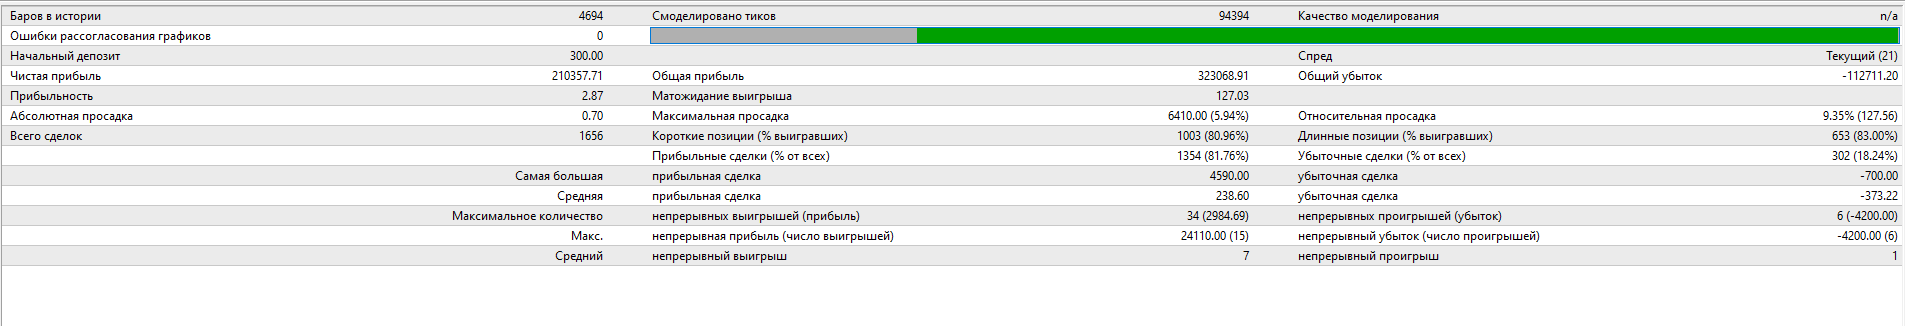 Баров в истории 4694 Смоделировано тиков 94394 Качество моделирования n/a
Ошибки рассогласования графиков 0
Начальный депозит 300.00 Спред Текущий (21)
Чистая прибыль 210357.71 Общая прибыль 323068.91 Общий убыток -112711.20
Прибыльность 2.87 Матожидание выигрыша 127.03
Абсолютная просадка 0.70 Максимальная просадка 6410.00 (5.94%) Относительная просадка 9.35% (127.56)
Всего сделок 1656 Короткие позиции (% выигравших) 1003 (80.96%) Длинные позиции (% выигравших) 653 (83.00%)
Прибыльные сделки (% от всех) 1354 (81.76%) Убыточные сделки (% от всех) 302 (18.24%)
Самая большая прибыльная сделка 4590.00 убыточная сделка -700.00
Средняя прибыльная сделка 238.60 убыточная сделка -373.22
Максимальное количество непрерывных выигрышей (прибыль) 34 (2984.69) непрерывных проигрышей (убыток) 6 (-4200.00)
Макс. непрерывная прибыль (число выигрышей) 24110.00 (15) непрерывный убыток (число проигрышей) -4200.00 (6)
Средний непрерывный выигрыш 7 непрерывный проигрыш 1